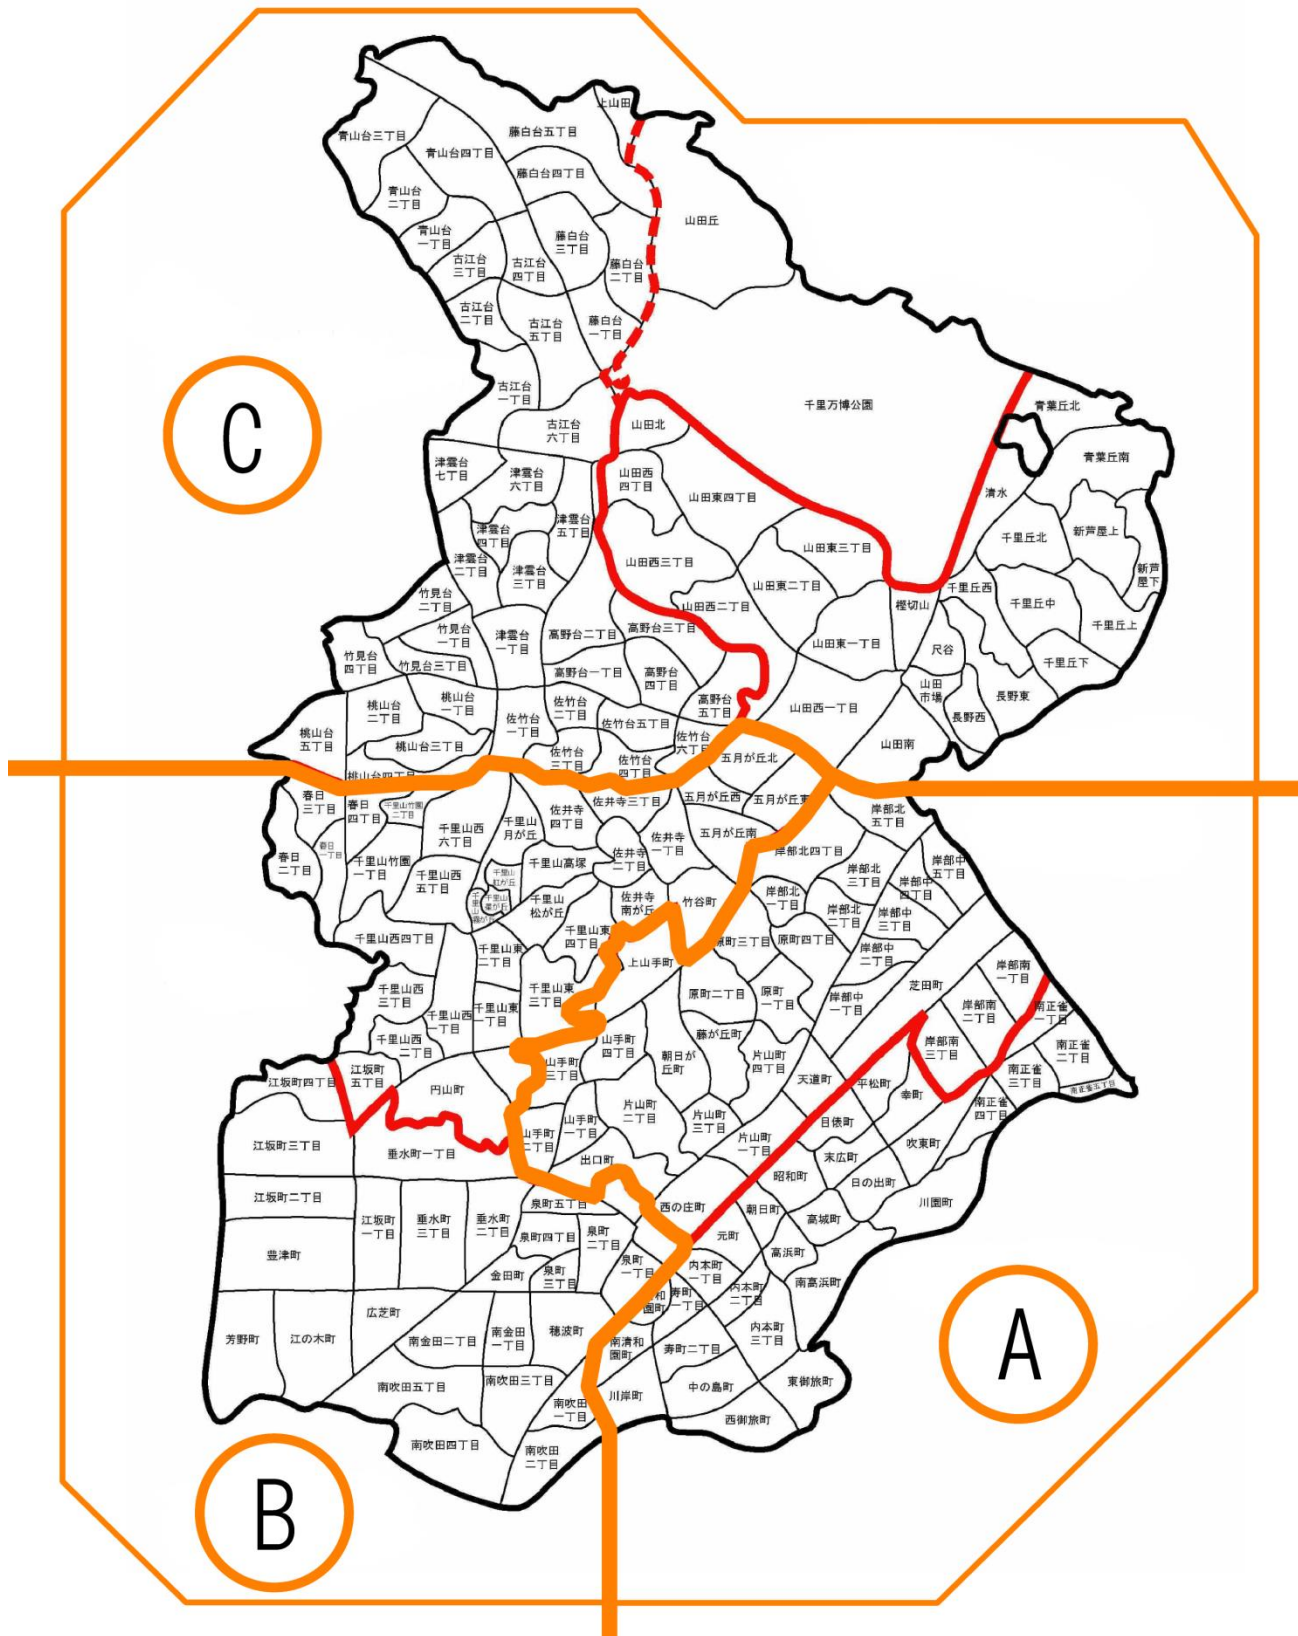 上山田
藤白台五丁目
青山台三丁目
青山台四丁目
藤白台四丁目
青山台
二丁目
山田丘
青山台
一丁目
藤白台
三丁目
古江台
三丁目
古江台
四丁目
藤白台
二丁目
古江台
二丁目
古江台
五丁目
藤白台
一丁目
古江台
一丁目
千里万博公園
青葉丘北
古江台
六丁目
山田北
C
津雲台
七丁目
津雲台
六丁目
山田西
四丁目
山田東四丁目
青葉丘南
清水
津雲台
五丁目
津雲台
四丁目
千里丘北
新芦屋上
山田東三丁目
津雲台
二丁目
津雲台
三丁目
山田西三丁目
新芦
屋下
山田東二丁目
千里丘西
竹見台
二丁目
山田西二丁目
樫切山
千里丘中
千里丘上
竹見台
一丁目
津雲台
一丁目
高野台二丁目
高野台三丁目
山田東一丁目
尺谷
竹見台
四丁目
竹見台三丁目
千里丘下
高野台一丁目
高野台
四丁目
山田
市場
長野東
高野台
五丁目
山田西一丁目
長野西
桃山台
二丁目
桃山台
一丁目
佐竹台
二丁目
佐竹台五丁目
桃山台
五丁目
佐竹台
一丁目
桃山台三丁目
佐竹台
六丁目
山田南
佐竹台
三丁目
佐竹台
四丁目
五月が丘北
桃山台四丁目
春日
三丁目
春日
四丁目
千里山竹園
二丁目
佐井寺三丁目
五月が丘西
五月が丘東
千里山西
六丁目
千里山
月が丘
佐井寺
四丁目
岸部北
五丁目
五月が丘南
佐井寺
一丁目
春日
一丁目
春日
二丁目
千里山竹園
一丁目
千里山高塚
佐井寺
二丁目
岸部北四丁目
岸部中
五丁目
千里山西
五丁目
千里山
虹が丘
岸部北
三丁目
岸部中
四丁目
千里山
星が丘
千里山霧が丘
千里山
松が丘
佐井寺
南が丘
竹谷町
岸部北
一丁目
岸部北
二丁目
岸部中
三丁目
千里山西四丁目
千里山東
四丁目
千里山東
二丁目
原町三丁目
原町四丁目
岸部中
二丁目
上山手町
岸部南
一丁目
千里山西
三丁目
千里山東
三丁目
原町二丁目
原町
一丁目
岸部中
一丁目
芝田町
岸部南
二丁目
南正雀
一丁目
千里山西
一丁目
千里山東
一丁目
千里山西
二丁目
山手町
四丁目
藤が丘町
岸部南
三丁目
南正雀
二丁目
朝日が
丘町
片山町
四丁目
江坂町四丁目
江坂町
五丁目
円山町
山手町
三丁目
天道町
平松町
幸町
南正雀
三丁目
南正雀五丁目
南正雀
四丁目
片山町
二丁目
片山町
三丁目
目俵町
山手町
一丁目
山手町
二丁目
片山町
一丁目
吹東町
江坂町三丁目
垂水町一丁目
出口町
末広町
昭和町
日の出町
江坂町二丁目
泉町五丁目
西の庄町
朝日町
川園町
江坂町
一丁目
垂水町
三丁目
垂水町
二丁目
高城町
豊津町
泉町四丁目
泉町
二丁目
元町
高浜町
泉町
一丁目
内本町
一丁目
金田町
泉町
三丁目
南高浜町
内本町
二丁目
寿町
一丁目
和
園町
広芝町
芳野町
江の木町
南金田二丁目
南金田
一丁目
穂波町
南清和
園町
寿町二丁目
内本町
三丁目
A
南吹田五丁目
南吹田三丁目
中の島町
東御旅町
川岸町
南吹田
一丁目
西御旅町
南吹田四丁目
南吹田
二丁目
B